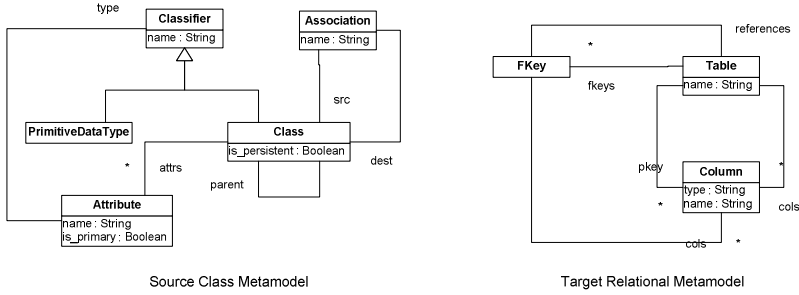 type
Classifier
name : String
Association
name : String
src
PrimitiveDataType
Class
is_persistent : Boolean
dest
*
attrs
parent
Attribute
name : String
is_primary : Boolean
Source Class Metamodel
references
*
FKey
fkeys
Table
name : String
pkey
*
Column
type : String
name : String
*
cols
cols
*
Target Relational Metamodel